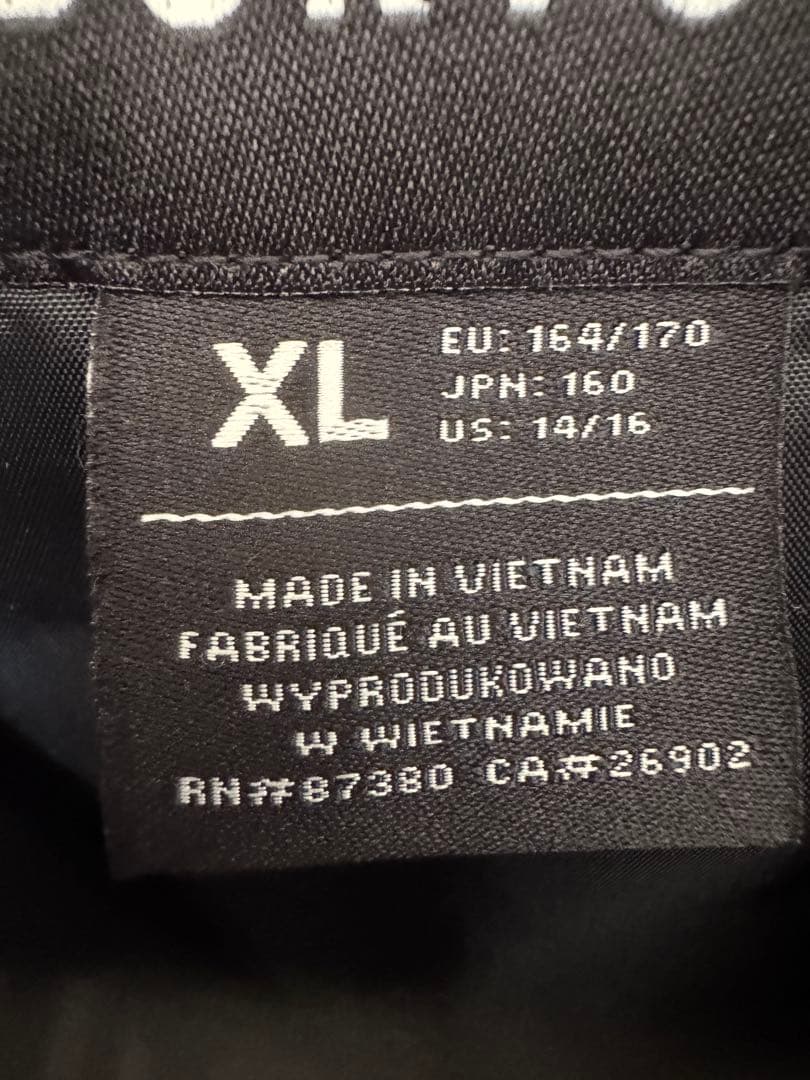 XL
EU: 164/170
JPN: 160
US: 14/16
MADE IN VIETNAM
FABRIQUÉ AU VIETNAM
WYPRODUKOWANO
W WIETNAMIE
RN#87380 CA#26902